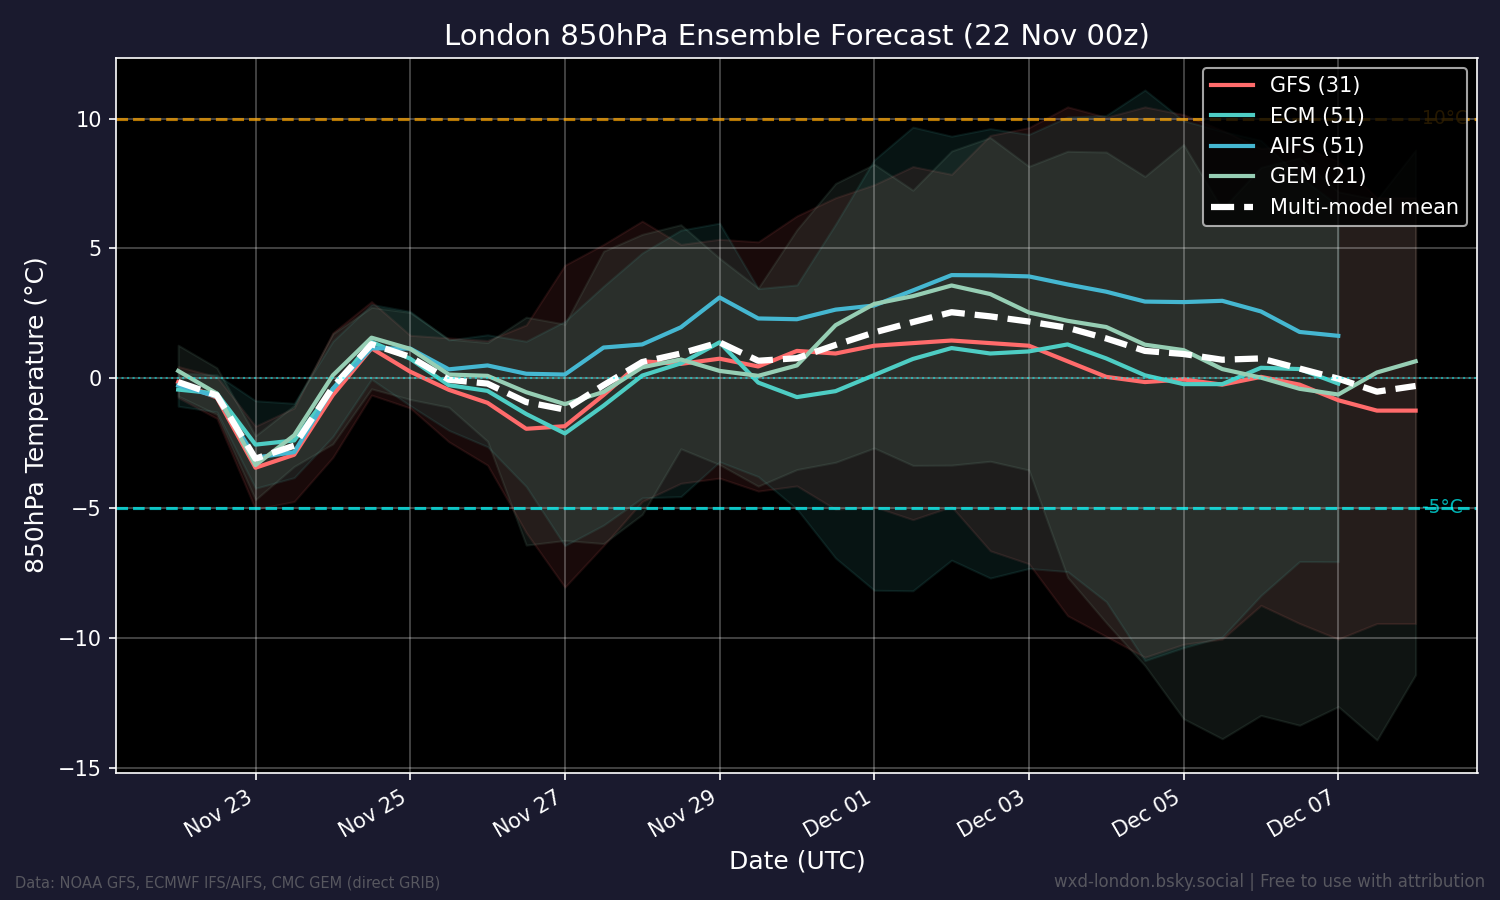 London 850hPa Ensemble Forecast (22 Nov 00z)
GFS (31)
ECM (51)
AIFS (51)
GEM (21)
Multi-model mean
10°C
-5°C
850hPa Temperature (°C)
10
5
0
−5
−10
−15
Nov 23
Nov 25
Nov 27
Nov 29
Dec 01
Dec 03
Dec 05
Dec 07
Date (UTC)
Data: NOAA GFS, ECMWF IFS/AIFS, CMC GEM (direct GRIB)
wxd-london.bsky.social | Free to use with attribution